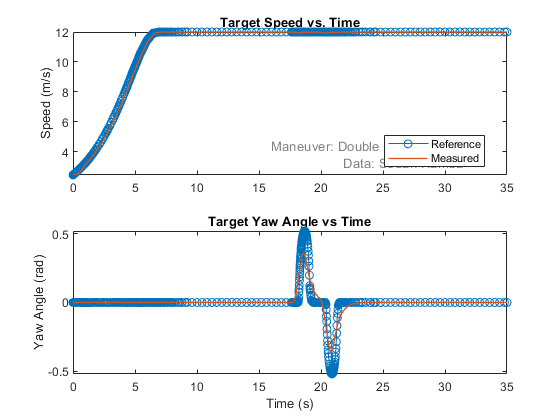 Target Speed vs. Time
12
10
8
6
4
Speed (m/s)
Maneuver: Double
Data:
Reference
Measured
0 5 10 15 20 25 30 35
Target Yaw Angle vs Time
0.5
0
-0.5
Yaw Angle (rad)
0 5 10 15 20 25 30 35
Time (s)